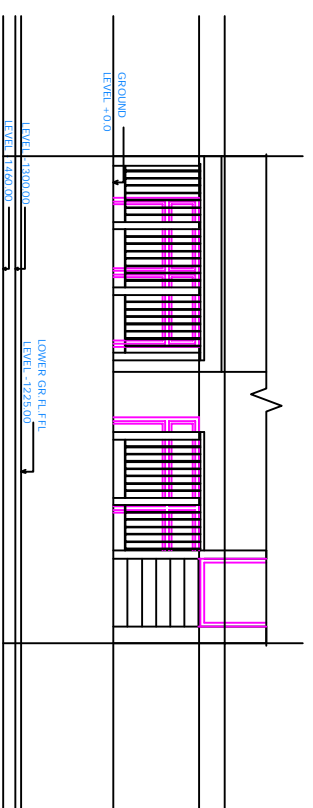 GROUND
LEVEL +0.0
LEVEL -1300.00
LEVEL -1460.00
LOWER GR.FL.FFL
LEVEL -1225.00